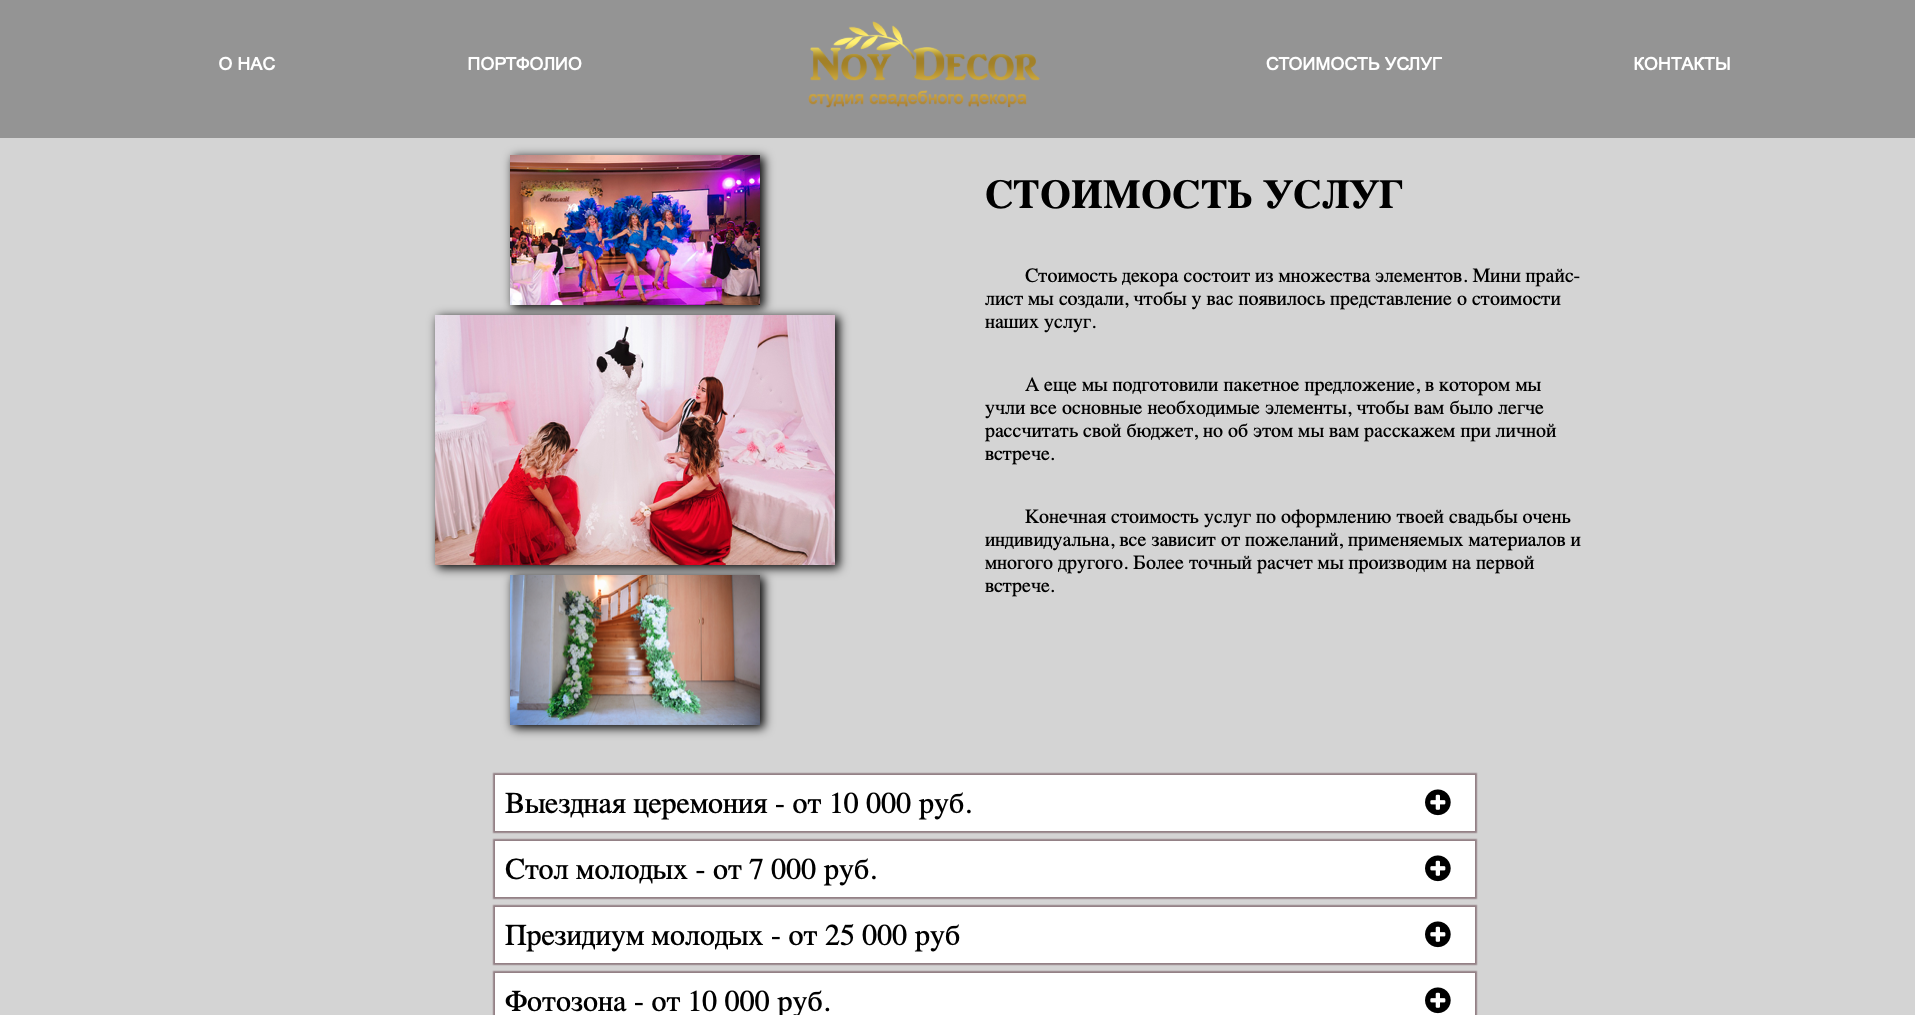 О НАС
ПОРТФОЛИО
NOY DECOR
студия свадебного декора
СТОИМОСТЬ УСЛУГ
КОНТАКТЫ
СТОИМОСТЬ УСЛУГ
Стоимость декора состоит из множества элементов. Мини прайс-
лист мы создали, чтобы у вас появилось представление о стоимости
наших услуг.
А еще мы подготовили пакетное предложение, в котором мы
учли все основные необходимые элементы, чтобы вам было легче
рассчитать свой бюджет, но об этом мы вам расскажем при личной
встрече.
Конечная стоимость услуг по оформлению твоей свадьбы очень
индивидуальна, все зависит от пожеланий, применяемых материалов и
многого другого. Более точный расчет мы производим на первой
встрече.
Выездная церемония - от 10 000 руб.
Стол молодых - от 7 000 руб.
Президиум молодых - от 25 000 руб
Фотозона - от 10 000 руб.